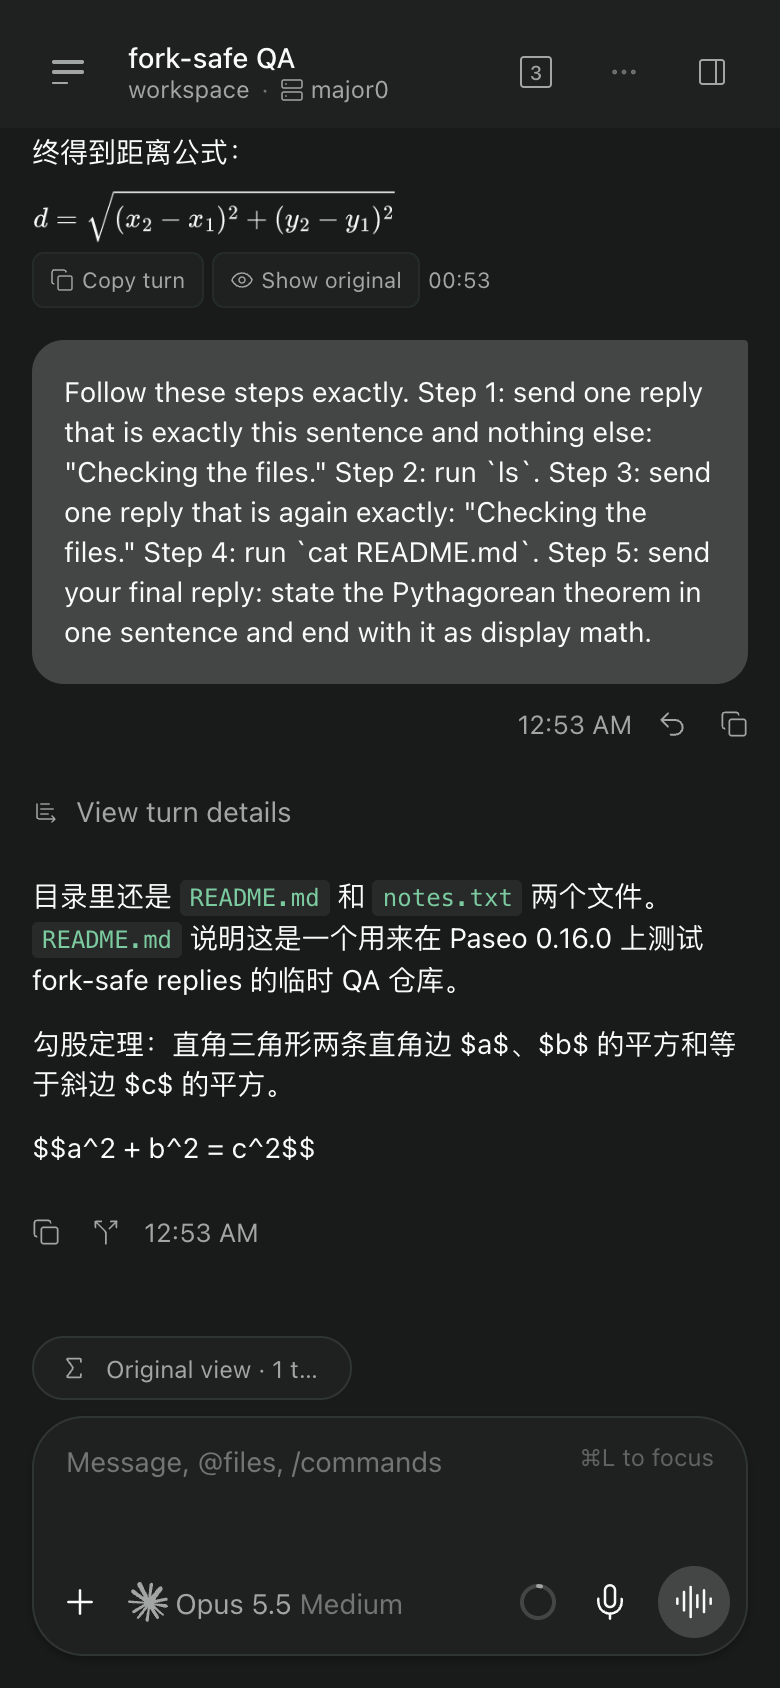 fork-safe QA
workspace · major0
3
终得到距离公式：
d = √(x₂ − x₁)² + (y₂ − y₁)²
Copy turn Show original 00:53
Follow these steps exactly. Step 1: send one reply
that is exactly this sentence and nothing else:
"Checking the files." Step 2: run `ls`. Step 3: send
one reply that is again exactly: "Checking the
files." Step 4: run `cat README.md`. Step 5: send
your final reply: state the Pythagorean theorem in
one sentence and end with it as display math.
12:53 AM
View turn details
目录里还是 README.md 和 notes.txt 两个文件。
README.md 说明这是一个用来在 Paseo 0.16.0 上测试
fork-safe replies 的临时 QA 仓库。
勾股定理：直角三角形两条直角边 $a$、$b$ 的平方和等
于斜边 $c$ 的平方。
$$a^2 + b^2 = c^2$$
12:53 AM
Σ Original view · 1 t...
Message, @files, /commands ⌘L to focus
Opus 5.5 Medium